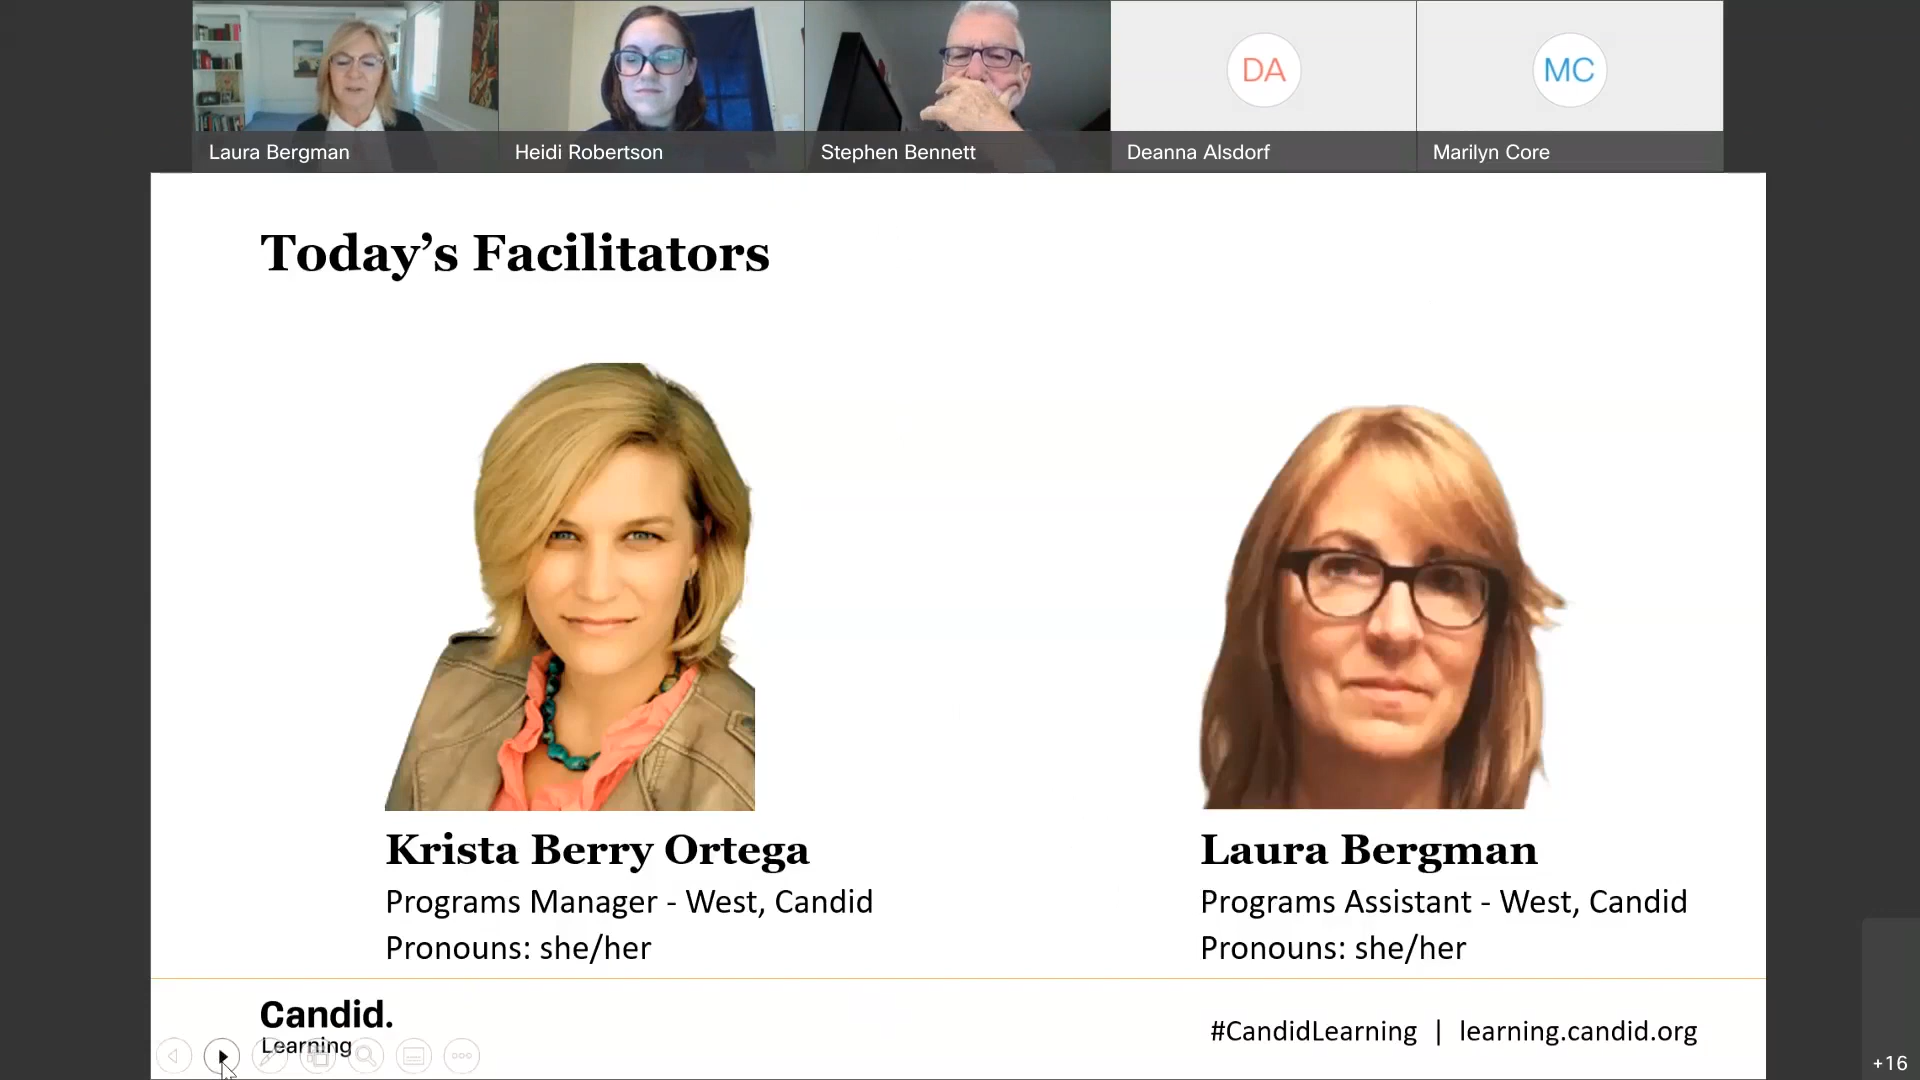 Laura Bergman
Heidi Robertson
Stephen Bennett
DA
Deanna Alsdorf
MC
Marilyn Core
Today’s Facilitators
Krista Berry Ortega
Programs Manager - West, Candid
Pronouns: she/her
Laura Bergman
Programs Assistant - West, Candid
Pronouns: she/her
Candid.
Learning
#CandidLearning | learning.candid.org
+16